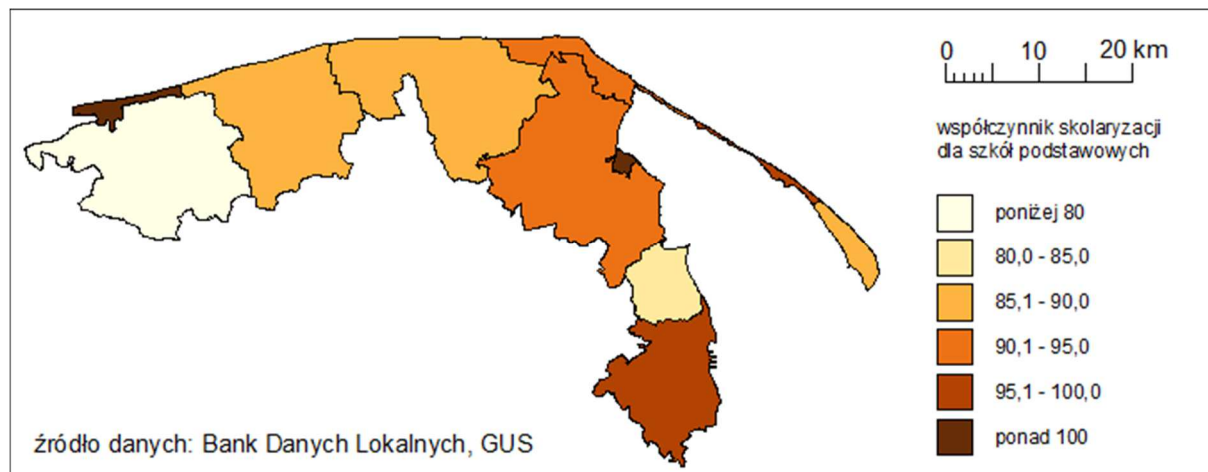 0 10 20 km
współczynnik skolaryzacji
dla szkół podstawowych
poniżej 80
80,0 - 85,0
85,1 - 90,0
90,1 - 95,0
95,1 - 100,0
ponad 100
źródło danych: Bank Danych Lokalnych, GUS